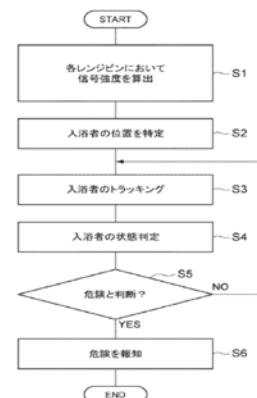 START
各レンジビンにおいて
信号強度を算出
S1
入浴者の位置を特定
S2
入浴者のトラッキング
S3
入浴者の状態判定
S4
S5
危険と判断?
NO
YES
危険を報知
S6
END